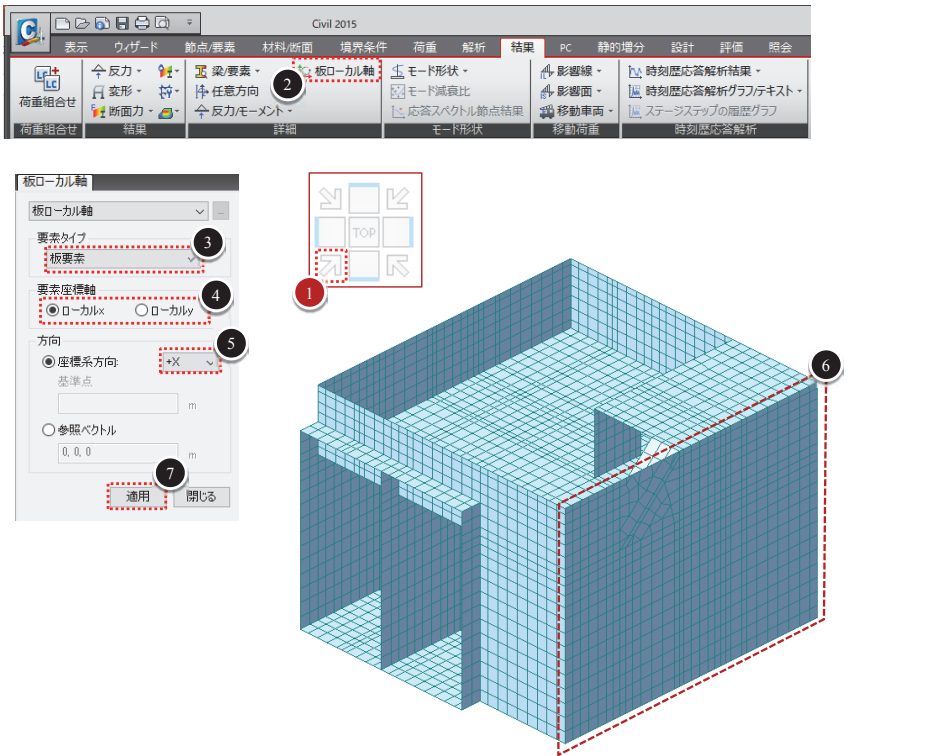 Civil 2015
表示 ウィザード 節点/要素 材料/断面 境界条件 荷重 解析 結果 PC 静的増分 設計 評価 照会
反力 梁/要素 2 板ローカル軸 モード形状 影響線 時刻歴応答解析結果
変形 任意方向 モード減衰比 影響面 時刻歴応答解析グラフ/テキスト
荷重組合せ 断面力 反力/モーメント 応答スペクトル節点結果 移動車両 ステージステップの履歴グラフ
荷重組合せ 結果 詳細 モード形状 移動荷重 時刻歴応答解析
板ローカル軸
板ローカル軸 ...
要素タイプ 3
板要素
要素座標軸 4
ローカルx ローカルy
方向 5
座標系方向: +X
基準点
m
参照ベクトル
0, 0, 0 m
7
適用 閉じる
TOP
1
6